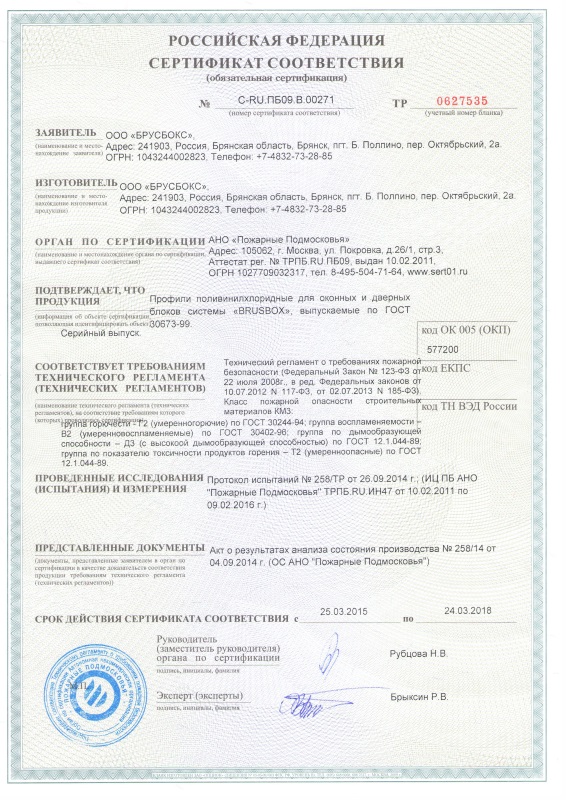 РОССИЙСКАЯ ФЕДЕРАЦИЯ
СЕРТИФИКАТ СООТВЕТСТВИЯ
(обязательная сертификация)
№ C-RU.ПБ09.В.00271 ТР 0627535
(номер сертификата соответствия) (учетный номер бланка)
ЗАЯВИТЕЛЬ ООО «БРУСБОКС»,
(наименование и место-
нахождение заявителя)
Адрес: 241903, Россия, Брянская область, Брянск, пгт. Б. Полпино, пер. Октябрьский, 2а.
ОГРН: 1043244002823, Телефон: +7-4832-73-28-85
ИЗГОТОВИТЕЛЬ ООО «БРУСБОКС»,
(наименование и место-
нахождение изготовителя
продукции)
Адрес: 241903, Россия, Брянская область, Брянск, пгт. Б. Полпино, пер. Октябрьский, 2а.
ОГРН: 1043244002823, Телефон: +7-4832-73-28-85
ОРГАН ПО СЕРТИФИКАЦИИ АНО «Пожарные Подмосковья»
(наименование и местонахождение органа по сертификации,
выдавшего сертификат соответствия)
Адрес: 105062, г. Москва, ул. Покровка, д.26/1, стр.3,
Аттестат рег. № ТРПБ.RU.ПБ09, выдан 10.02.2011,
ОГРН 1027709032317, тел. 8-495-504-71-64, www.sert01.ru
ПОДТВЕРЖДАЕТ, ЧТО
ПРОДУКЦИЯ
(информация об объекте сертификации,
позволяющая идентифицировать объект)
Профили поливинилхлоридные для оконных и дверных
блоков системы «BRUSBOX», выпускаемые по ГОСТ
30673-99.
Серийный выпуск.
код ОК 005 (ОКП)
577200
код ЕКПС
код ТН ВЭД России
СООТВЕТСТВУЕТ ТРЕБОВАНИЯМ
ТЕХНИЧЕСКОГО РЕГЛАМЕНТА
(ТЕХНИЧЕСКИХ РЕГЛАМЕНТОВ)
(наименование технического регламента (технических
регламентов), на соответствие требованиям которого
(которых) проводилась сертификация)
Технический регламент о требованиях пожарной
безопасности (Федеральный Закон № 123-ФЗ от
22 июля 2008г., в ред. Федеральных законов от
10.07.2012 N 117-ФЗ, от 02.07.2013 N 185-ФЗ).
Класс пожарной опасности строительных
материалов КМ3:
группа горючести - Г2 (умеренногорючие) по ГОСТ 30244-94; группа воспламеняемости –
В2 (умеренновоспламеняемые) по ГОСТ 30402-96; группа по дымообразующей
способности – Д3 (с высокоой дымообразующей способностью) по ГОСТ 12.1.044-89;
группа по показателю токсичности продуктов горения – Т2 (умеренноопасные) по ГОСТ
12.1.044-89.
ПРОВЕДЕННЫЕ ИССЛЕДОВАНИЯ
(ИСПЫТАНИЯ) И ИЗМЕРЕНИЯ
Протокол испытаний № 258/ТР от 26.09.2014 г.; (ИЦ ПБ АНО
"Пожарные Подмосковья" ТРПБ.RU.ИН47 от 10.02.2011 по
09.02.2016 г.)
ПРЕДСТАВЛЕННЫЕ ДОКУМЕНТЫ
(документы, представленные заявителем в орган по
сертификации в качестве доказательств соответствия
продукции требованиям технического регламента
(технических регламентов))
Акт о результатах анализа состояния производства № 258/14 от
04.09.2014 г. (ОС АНО "Пожарные Подмосковья")
СРОК ДЕЙСТВИЯ СЕРТИФИКАТА СООТВЕТСТВИЯ с 25.03.2015 по 24.03.2018
Руководитель
(заместитель руководителя)
органа по сертификации
подпись, инициалы, фамилия
Рубцова Н.В.
Эксперт (эксперты)
подпись, инициалы, фамилия
Брыксин Р.В.
М.П.
"ПОЖАРНЫЕ ПОДМОСКОВЬЯ"